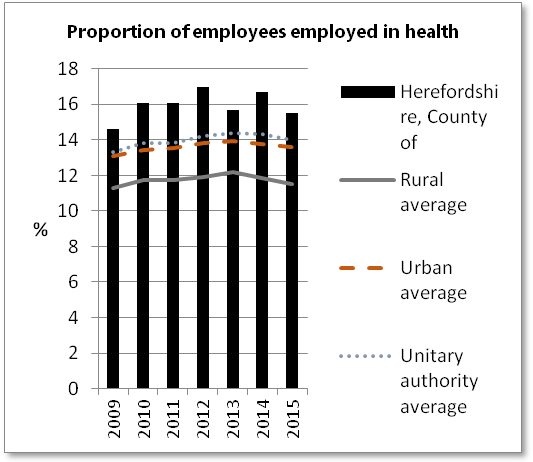 Proportion of employees employed in health
18
16
14
12
10
8
6
4
2
0
%
2009
2010
2011
2012
2013
2014
2015
Herefordshi
re, County
of
Rural
average
Urban
average
Unitary
authority
average